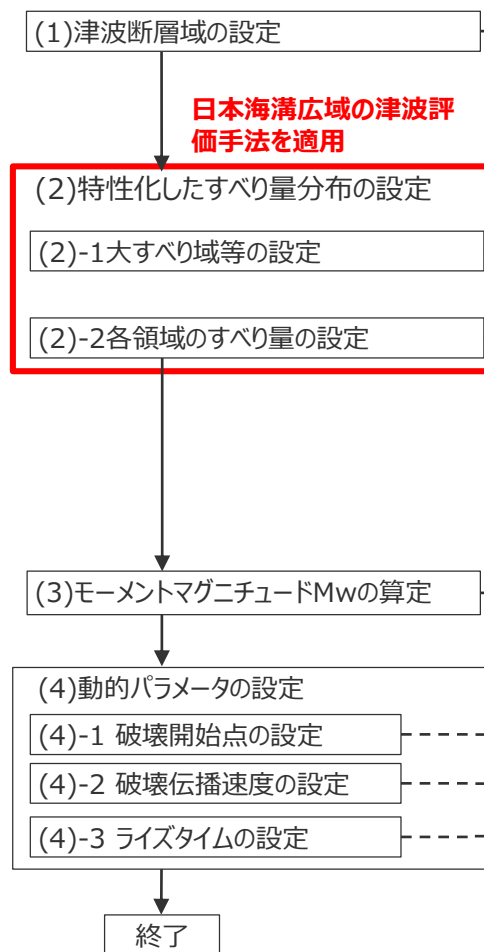 (1)津波断層域の設定
日本海溝広域の津波評
価手法を適用
(2)特性化したすべり量分布の設定
(2)-1大すべり域等の設定
(2)-2各領域のすべり量の設定
(3)モーメントマグニチュードMwの算定
(4)動的パラメータの設定
(4)-1 破壊開始点の設定
(4)-2 破壊伝播速度の設定
(4)-3 ライズタイムの設定
終了